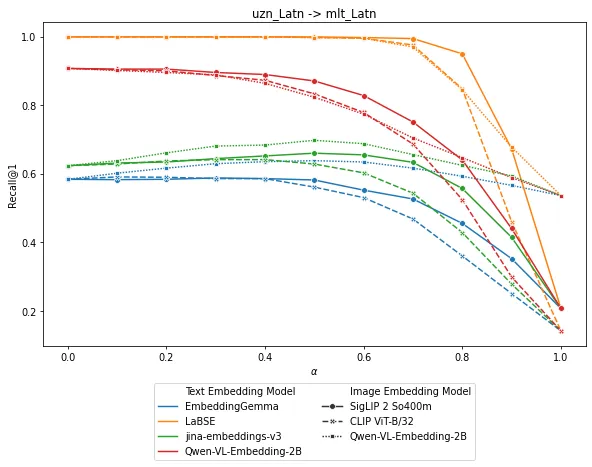 uzn_Latn -> mlt_Latn
Recall@1
1.0
0.8
0.6
0.4
0.2
0.0 0.2 0.4 0.6 0.8 1.0
α
Text Embedding Model Image Embedding Model
EmbeddingGemma SigLIP 2 So400m
LaBSE CLIP ViT-B/32
jina-embeddings-v3 Qwen-VL-Embedding-2B
Qwen-VL-Embedding-2B